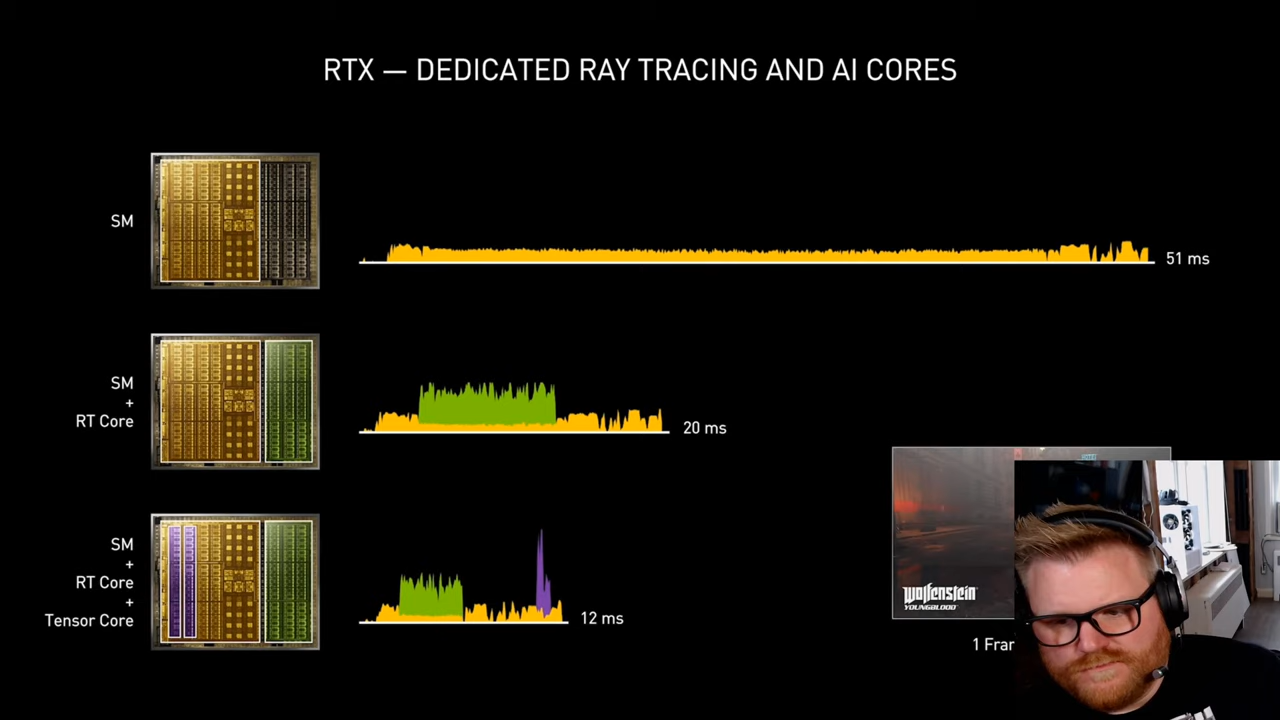 RTX — DEDICATED RAY TRACING AND AI CORES
SM
51 ms
SM
+
RT Core
20 ms
SM
+
RT Core
+
Tensor Core
12 ms
Wolfenstein
YOUNGBLOOD
1 Fram